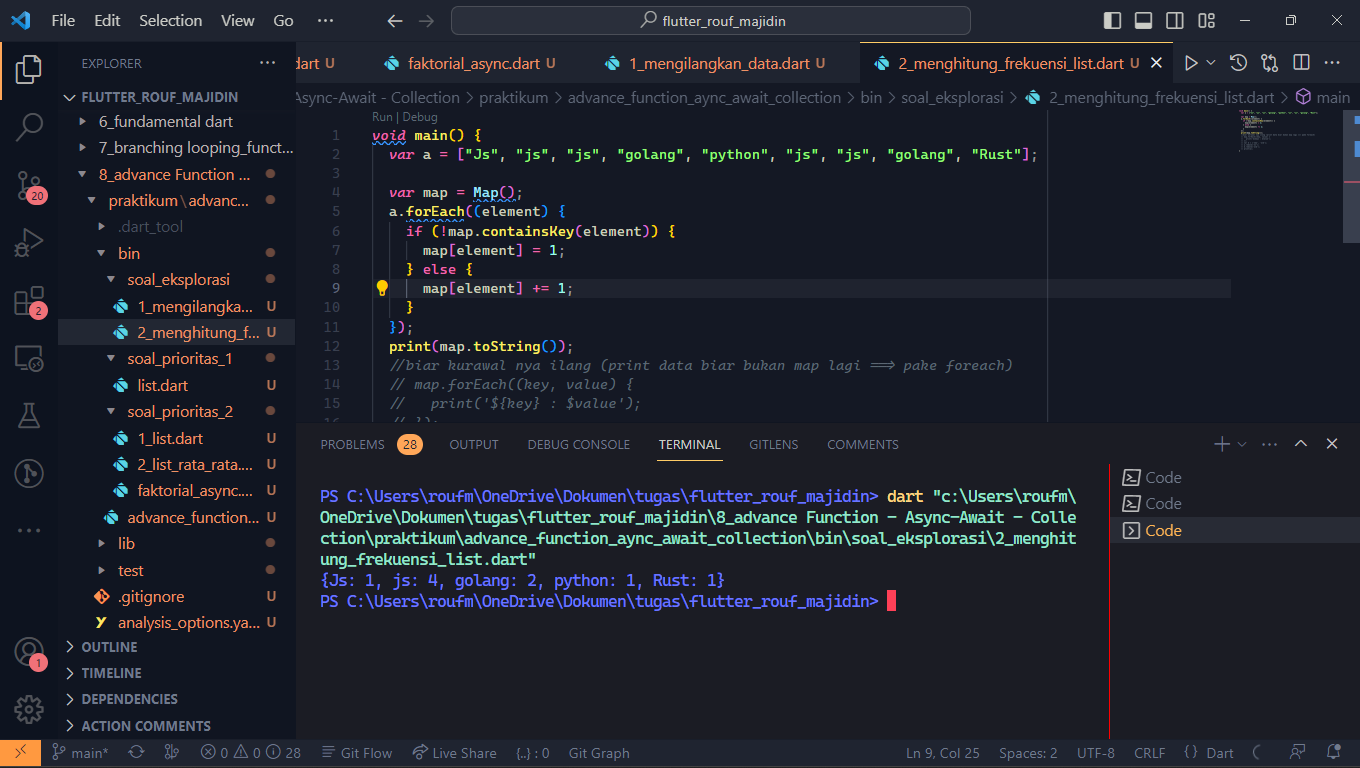 File Edit Selection View Go ··· flutter_rouf_majidin
EXPLORER ···
FLUTTER_ROUF_MAJIDIN
6_fundamental dart
7_branching looping_funct...
8_advance Function ...
praktikum\advanc...
.dart_tool
bin
soal_eksplorasi
1_mengilangka... U
2_menghitung_f... U
soal_prioritas_1
list.dart U
soal_prioritas_2
1_list.dart U
2_list_rata_rata.... U
faktorial_async.... U
advance_function... U
lib
test
.gitignore U
analysis_options.ya... U
OUTLINE
TIMELINE
DEPENDENCIES
ACTION COMMENTS
20
2
1
dart U faktorial_async.dart U 1_mengilangkan_data.dart U 2_menghitung_frekuensi_list.dart U
Async-Await - Collection > praktikum > advance_function_aync_await_collection > bin > soal_eksplorasi > 2_menghitung_frekuensi_list.dart > main
Run | Debug
1 void main() {
2 var a = ["Js", "js", "js", "golang", "python", "js", "js", "golang", "Rust"];
3
4 var map = Map();
5 a.forEach((element) {
6 if (!map.containsKey(element)) {
7 map[element] = 1;
8 } else {
9 map[element] += 1;
10 }
11 });
12 print(map.toString());
13 //biar kurawal nya ilang (print data biar bukan map lagi ==> pake foreach)
14 // map.forEach((key, value) {
15 // print('${key} : $value');
16 // });
PROBLEMS 28 OUTPUT DEBUG CONSOLE TERMINAL GITLENS COMMENTS
PS C:\Users\roufm\OneDrive\Dokumen\tugas\flutter_rouf_majidin> dart "c:\Users\roufm\
OneDrive\Dokumen\tugas\flutter_rouf_majidin\8_advance Function - Async-Await - Colle
ction\praktikum\advance_function_aync_await_collection\bin\soal_eksplorasi\2_menghit
ung_frekuensi_list.dart"
{Js: 1, js: 4, golang: 2, python: 1, Rust: 1}
PS C:\Users\roufm\OneDrive\Dokumen\tugas\flutter_rouf_majidin>
Code
Code
Code
main* 0 0 28 Git Flow Live Share {..} : 0 Git Graph Ln 9, Col 25 Spaces: 2 UTF-8 CRLF {} Dart